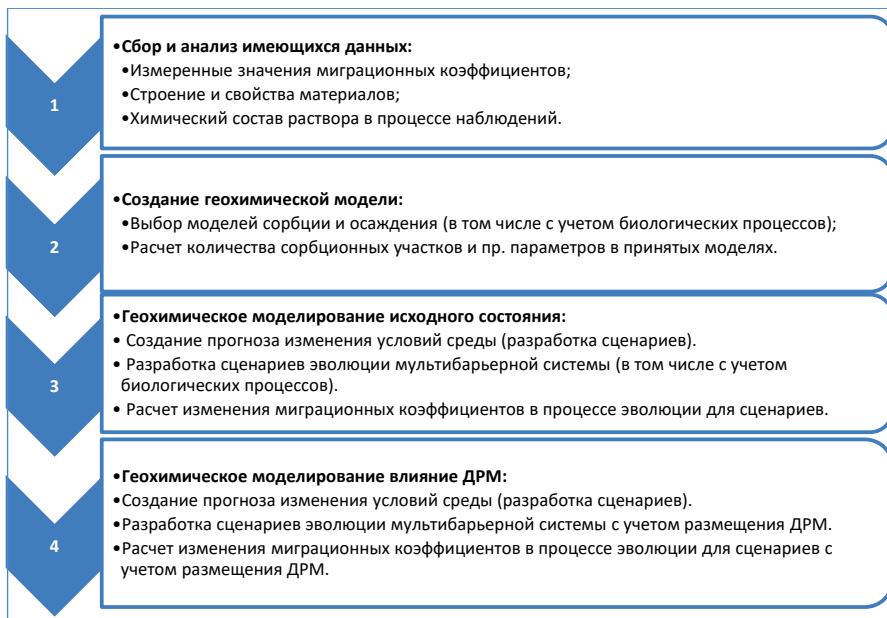 1
•Сбор и анализ имеющихся данных:
•Измеренные значения миграционных коэффициентов;
•Строение и свойства материалов;
•Химический состав раствора в процессе наблюдений.
2
•Создание геохимической модели:
•Выбор моделей сорбции и осаждения (в том числе с учетом биологических процессов);
•Расчет количества сорбционных участков и пр. параметров в принятых моделях.
3
•Геохимическое моделирование исходного состояния:
• Создание прогноза изменения условий среды (разработка сценариев).
• Разработка сценариев эволюции мультибарьерной системы (в том числе с учетом
биологических процессов).
• Расчет изменения миграционных коэффициентов в процессе эволюции для сценариев.
4
•Геохимическое моделирование влияние ДРМ:
•Создание прогноза изменения условий среды (разработка сценариев).
•Разработка сценариев эволюции мультибарьерной системы с учетом размещения ДРМ.
•Расчет изменения миграционных коэффициентов в процессе эволюции для сценариев с
учетом размещения ДРМ.